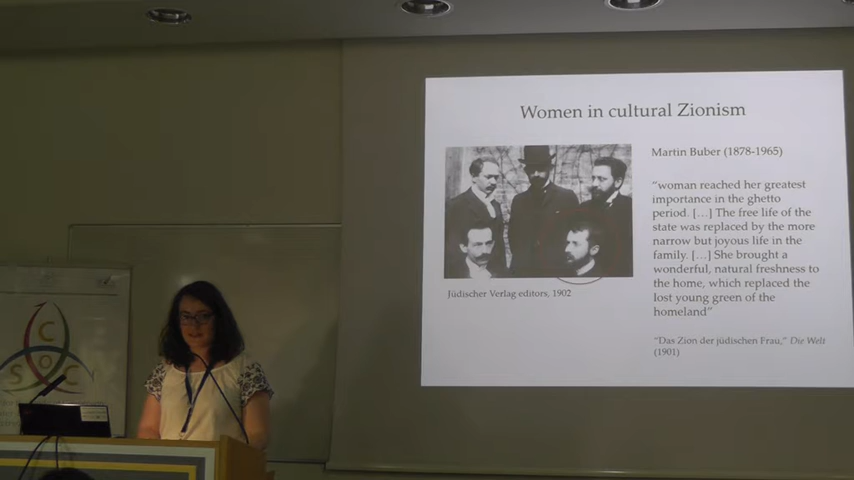 Women in cultural Zionism
Martin Buber (1878-1965)
"woman reached her greatest
importance in the ghetto
period. […] The free life of the
state was replaced by the more
narrow but joyous life in the
family. […] She brought a
wonderful, natural freshness to
the home, which replaced the
lost young green of the
homeland"
"Das Zion der jüdischen Frau," Die Welt
(1901)
Jüdischer Verlag editors, 1902
C
O
S
C